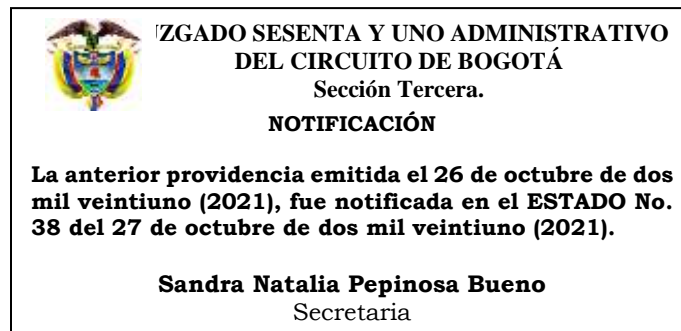 ZGADO SESENTA Y UNO ADMINISTRATIVO
DEL CIRCUITO DE BOGOTÁ
Sección Tercera.
NOTIFICACIÓN
La anterior providencia emitida el 26 de octubre de dos
mil veintiuno (2021), fue notificada en el ESTADO No.
38 del 27 de octubre de dos mil veintiuno (2021).
Sandra Natalia Pepinosa Bueno
Secretaria